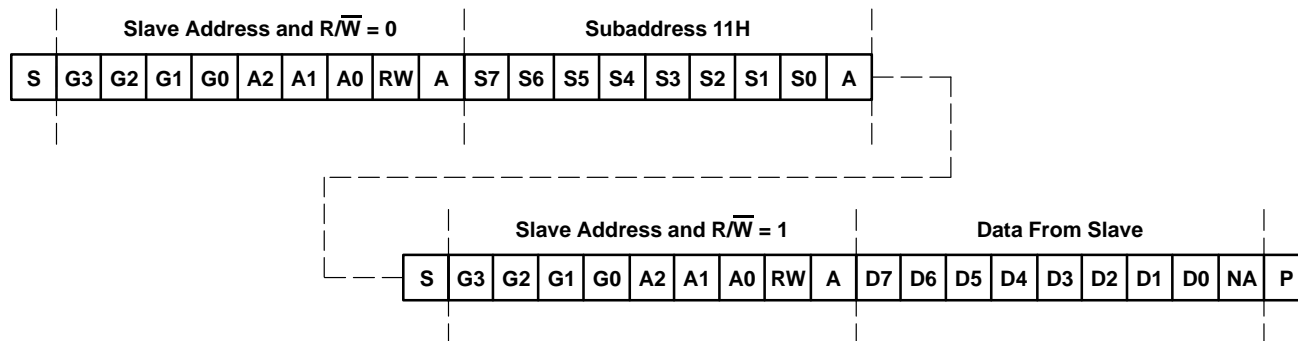 Slave Address and R/W̅ = 0 Subaddress 11H
S G3 G2 G1 G0 A2 A1 A0 RW A S7 S6 S5 S4 S3 S2 S1 S0 A
Slave Address and R/W̅ = 1 Data From Slave
S G3 G2 G1 G0 A2 A1 A0 RW A D7 D6 D5 D4 D3 D2 D1 D0 NA P